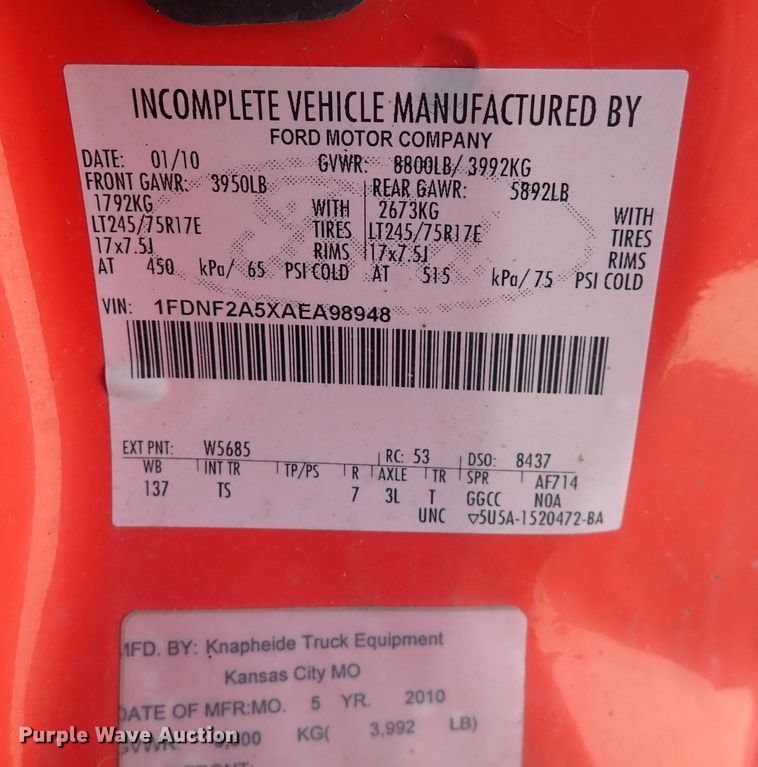 INCOMPLETE VEHICLE MANUFACTURED BY
FORD MOTOR COMPANY
DATE: 01/10 GVWR: 8800LB/ 3992KG
FRONT GAWR: 3950LB REAR GAWR: 5892LB
1792KG WITH 2673KG WITH
LT245/75R17E TIRES LT245/75R17E TIRES
17x7.5J RIMS 17x7.5J RIMS
AT 450 kPa/ 65 PSI COLD AT 515 kPa/ 75 PSI COLD
VIN: 1FDNF2A5XAEA98948
EXT PNT: W5685 RC: 53 DSO: 8437
WB INT TR TP/PS R AXLE TR SPR AF714
137 TS 7 3L T GGCC NOA
UNC ▽5U5A-1520472-BA
MFD. BY: Knapheide Truck Equipment
Kansas City MO
DATE OF MFR:MO. 5 YR. 2010
GVWR: KG( 3,992 LB)
Purple Wave Auction